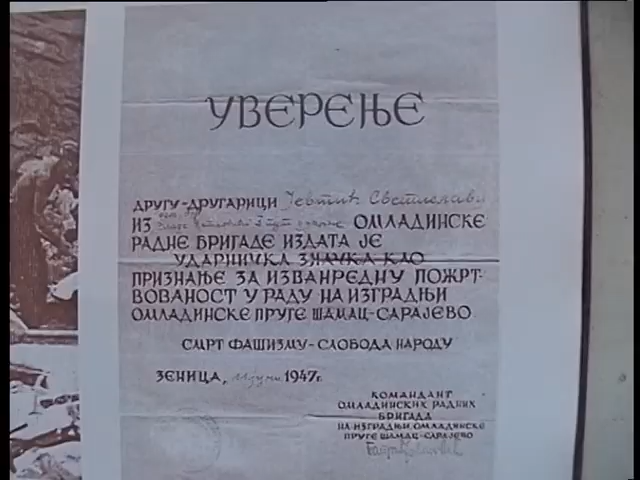 УВЕРЕЊЕ
ДРУГУ-ДРУГАРИЦИ Јевтић
ИЗ ОМЛАДИНСКЕ
РАДНЕ БРИГАДЕ ИЗДАТА ЈЕ
УДАРНИЧКА ЗНАЧКА КАО
ПРИЗНАЊЕ ЗА ИЗВАНРЕДНУ ПОЖРТ-
ВОВАНОСТ У РАДУ НА ИЗГРАДЊИ
ОМЛАДИНСКЕ ПРУГЕ ШАМАЦ-САРАЈЕВО
СМРТ ФАШИЗМУ-СЛОБОДА НАРОДУ
ЗЕНИЦА, 1947г.
КОМАНДАНТ
ОМЛАДИНСКИХ РАДНИХ
БРИГАДА
НА ИЗГРАДЊИ ОМЛАДИНСКЕ
ПРУГЕ ШАМАЦ-САРАЈЕВО